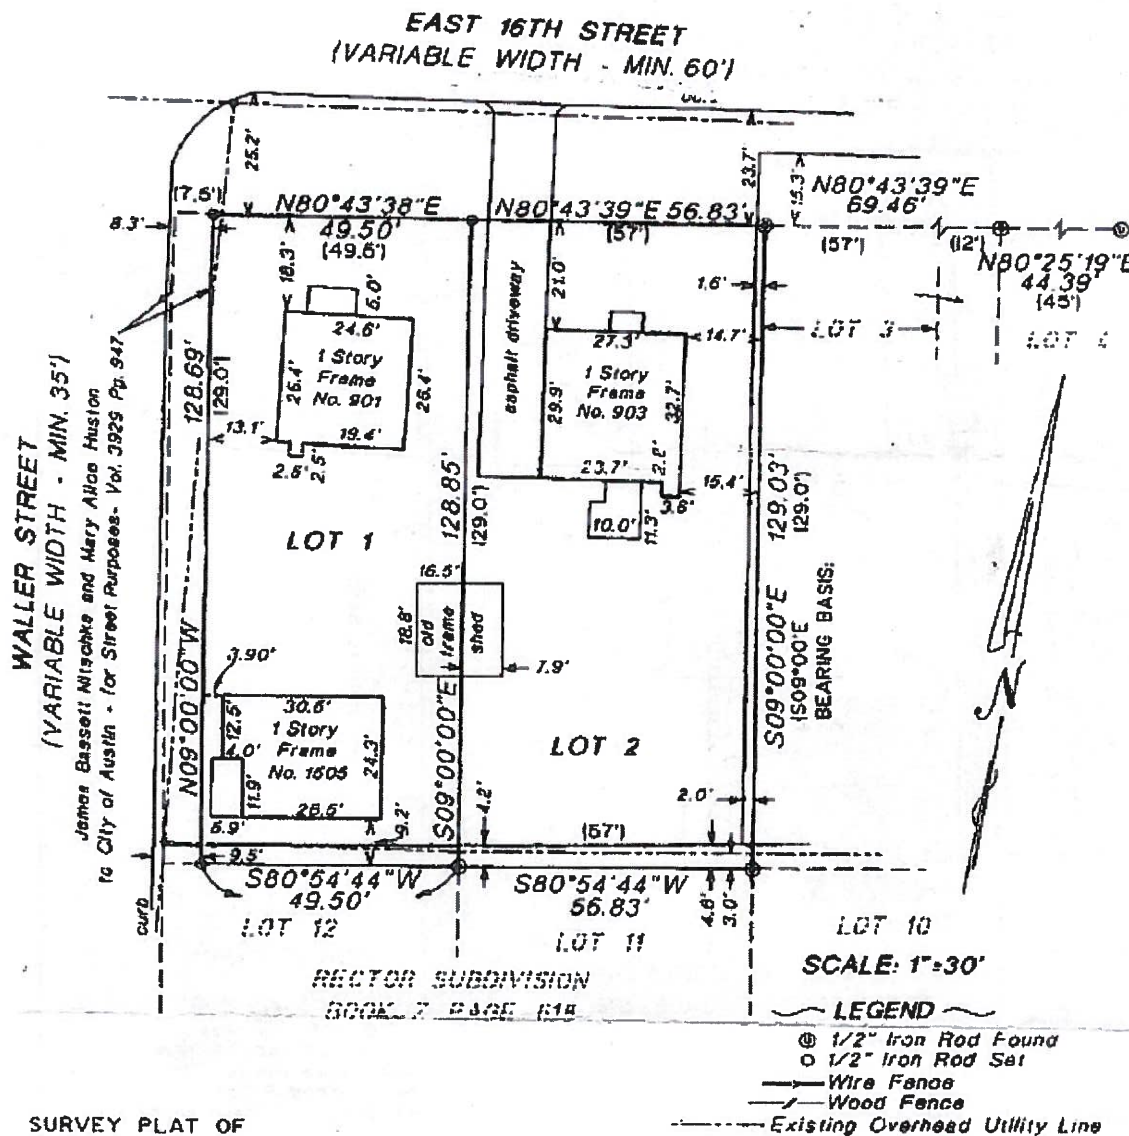 EAST 16TH STREET
(VARIABLE WIDTH - MIN. 60')
25.2'
23.7'
15.3'
(7.5')
8.3'
N80°43'38"E
49.50'
(49.5')
N80°43'39"E 56.83'
(57')
N80°43'39"E
69.46'
(57')
(12')
N80°25'19"E
44.39'
(45')
18.3'
6.0'
21.0'
1.6'
14.7'
LOT 3
LOT 4
24.6'
1 Story
Frame
No. 901
26.4'
26.4'
19.4'
13.1'
2.5'
2.5'
asphalt driveway
27.3'
1 Story
Frame
No. 903
29.9'
32.7'
23.7'
2.2'
3.6'
15.4'
10.0'
11.3'
128.69'
(129.0')
128.85'
(129.0')
129.03'
(129.0')
WALLER STREET
(VARIABLE WIDTH - MIN. 35')
James Bassett Nitschke and Mary Alice Huston
to City of Austin - for Street Purposes- Vol. 3929 Pg. 947
LOT 1
16.5'
18.8'
old frame shed
7.9'
N09°00'00"W
S09°00'00"E
S09°00'00"E
(S09°00'E
BEARING BASIS)
3.90'
30.6'
12.5'
1 Story
Frame
No. 1605
4.0'
24.3'
11.9'
28.5'
5.9'
9.2'
LOT 2
4.2'
2.0'
(57')
9.5'
S80°54'44"W
49.50'
S80°54'44"W
56.83'
4.8'
3.0'
curb
LOT 12
LOT 11
LOT 10
N
RECTOR SUBDIVISION
BOOK Z PAGE
SCALE: 1"=30'
LEGEND
1/2" Iron Rod Found
1/2" Iron Rod Set
Wire Fence
Wood Fence
Existing Overhead Utility Line
SURVEY PLAT OF